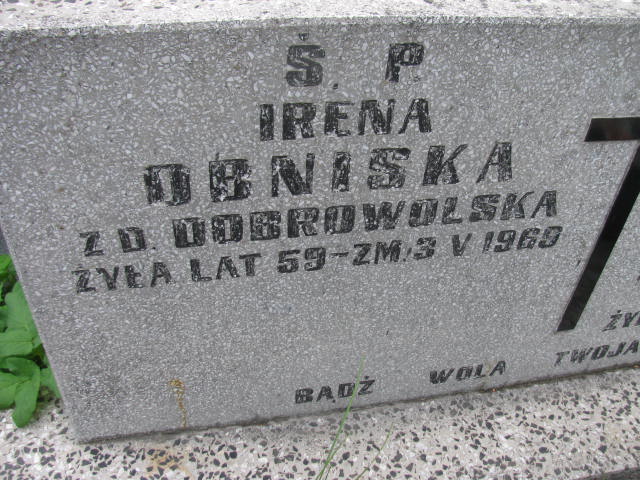 Ś. P.
IRENA
OBNISKA
Z D. DOBROWOLSKA
ŻYŁA LAT 59 - ZM. 3 V 1969
ŻY
BĄDŹ WOLA TWOJA